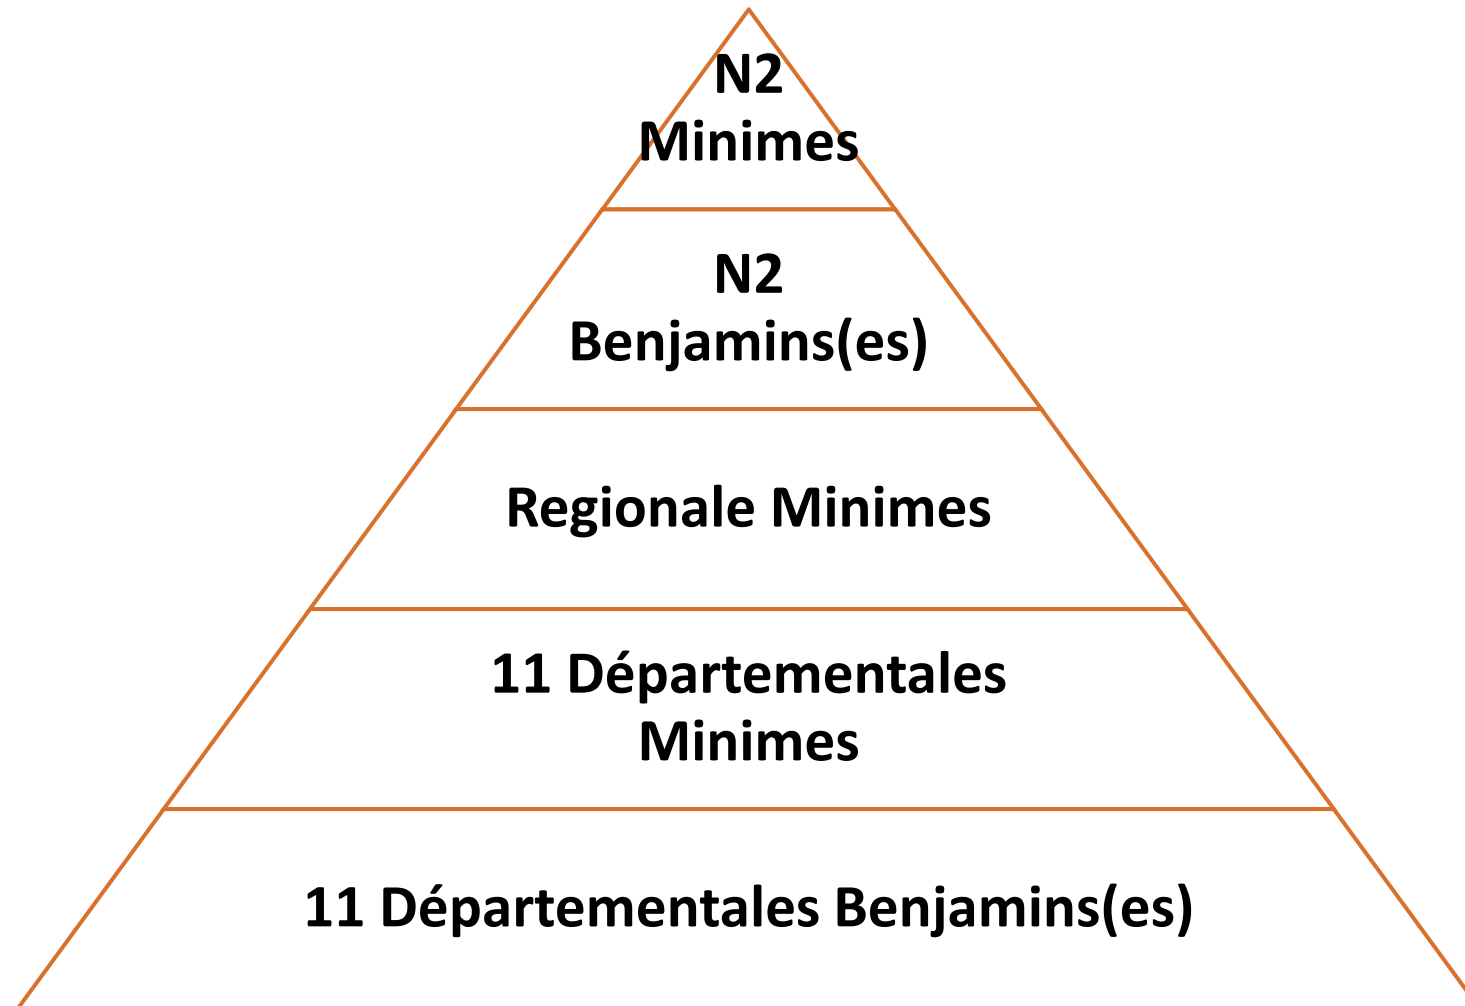 N2
Minimes
N2
Benjamins(es)
Regionale Minimes
11 Départementales
Minimes
11 Départementales Benjamins(es)